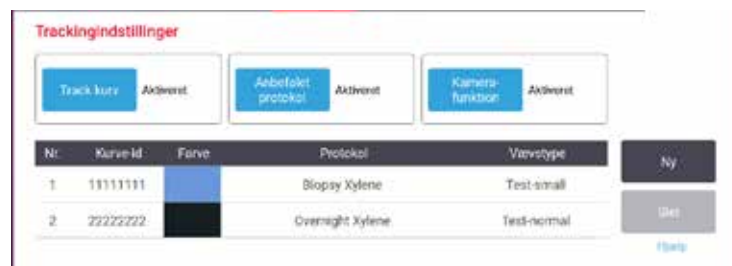 Trackingindstillinger
Track kurv Aktiveret
Anbefalet protokol Aktiveret
Kamera-funktion Aktiveret
Nr. Kurve-id Farve Protokol Vævstype
1 11111111 Biopsy Xylene Test-small
2 22222222 Overnight Xylene Test-normal
Ny
Slet
Hjælp